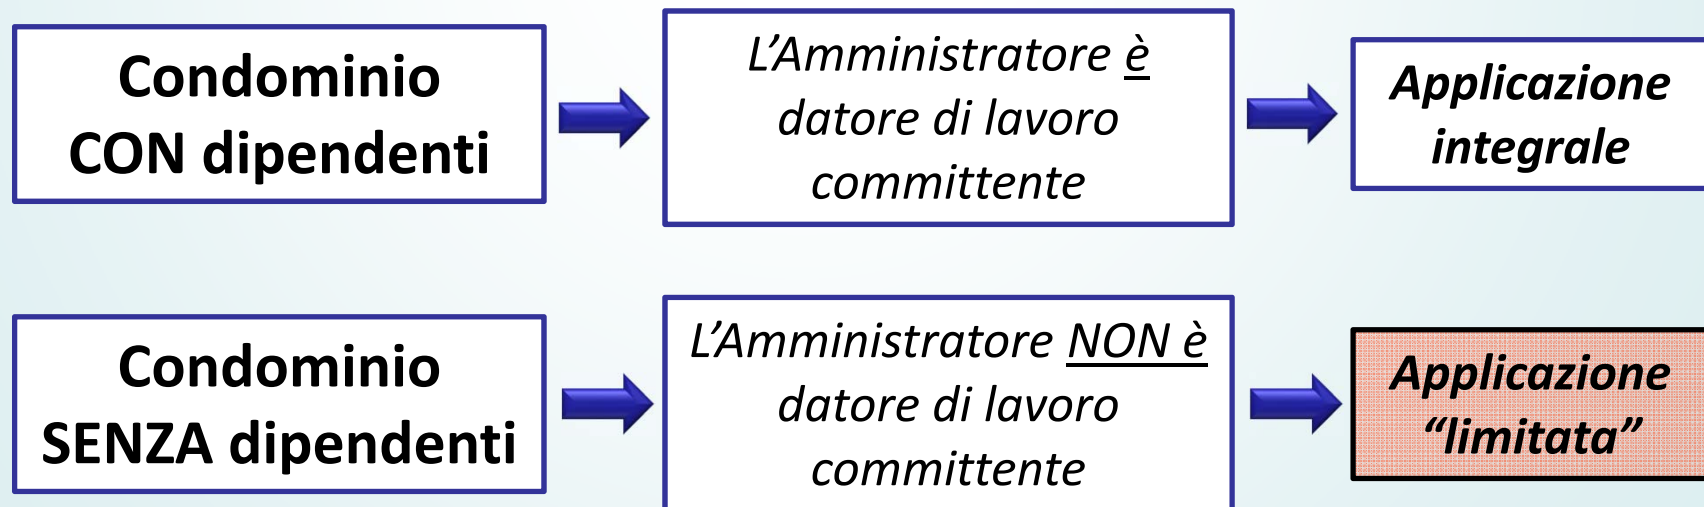 Condominio
CON dipendenti
L’Amministratore è
datore di lavoro
committente
Applicazione
integrale
Condominio
SENZA dipendenti
L’Amministratore NON è
datore di lavoro
committente
Applicazione
“limitata”